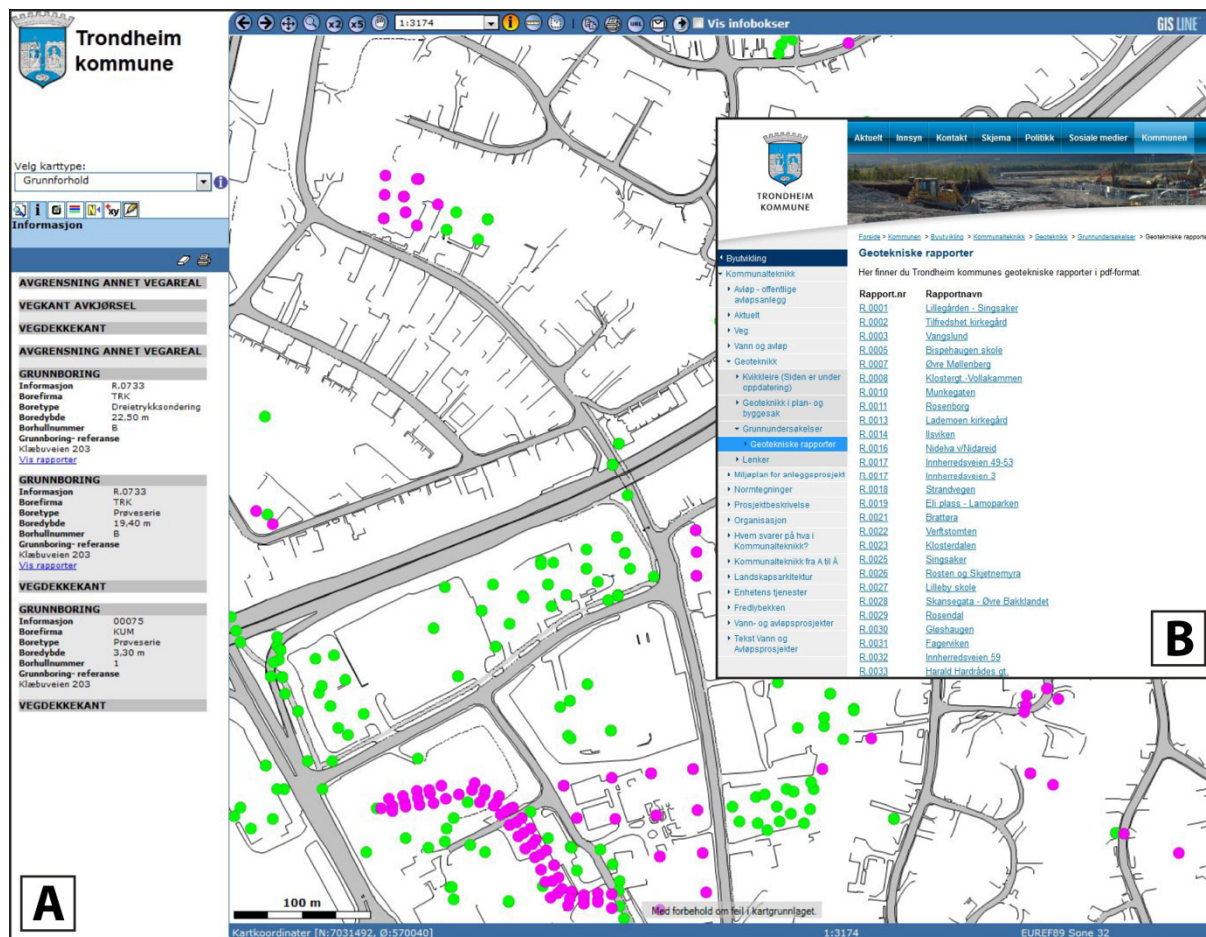 Trondheim
kommune
Velg karttype:
Grunnforhold
Informasjon
AVGRENSNING ANNET VEGAREAL
VEGKANT AVKJØRSEL
VEGDEKKEKANT
AVGRENSNING ANNET VEGAREAL
GRUNNBORING
Informasjon R.0733
Borefirma TRK
Boretype Dreietrykksondering
Boredybde 22,50 m
Borhullnummer B
Grunnboring- referanse
Klæbuveien 203
Vis rapporter
GRUNNBORING
Informasjon R.0733
Borefirma TRK
Boretype Prøveserie
Boredybde 19,40 m
Borhullnummer B
Grunnboring- referanse
Klæbuveien 203
Vis rapporter
VEGDEKKEKANT
GRUNNBORING
Informasjon 00075
Borefirma KUM
Boretype Prøveserie
Boredybde 3,30 m
Borhullnummer 1
Grunnboring- referanse
Klæbuveien 203
VEGDEKKEKANT
A
x2 x5 1:3174 URL Vis infobokser GIS LINE
TRONDHEIM
KOMMUNE
Aktuelt Innsyn Kontakt Skjema Politikk Sosiale medier Kommunen
Forside > Kommunen > Byutvikling > Kommunalteknikk > Geoteknikk > Grunnundersøkelser > Geotekniske rapporte
Byutvikling
Kommunalteknikk
Avløp - offentlige
avløpsanlegg
Aktuelt
Veg
Vann og avløp
Geoteknikk
Kvikkleire (Siden er under
oppdatering)
Geoteknikk i plan- og
byggesak
Grunnundersøkelser
Geotekniske rapporter
Lenker
Miljøplan for anleggsprosjekt
Normtegninger
Prosjektbeskrivelse
Organisasjon
Hvem svarer på hva i
Kommunalteknikk?
Kommunalteknikk fra A til Å
Landskapsarkitektur
Enhetens tjenester
Fredlybekken
Vann- og avløpsprosjekter
Tekst Vann og
Avløpsprosjekter
Geotekniske rapporter
Her finner du Trondheim kommunes geotekniske rapporter i pdf-format.
Rapport.nr Rapportnavn
R.0001 Lillegården - Singsaker
R.0002 Tilfredshet kirkegård
R.0003 Vangslund
R.0005 Bispehaugen skole
R.0007 Øvre Møllenberg
R.0008 Klostergt.-Vollakammen
R.0010 Munkegaten
R.0011 Rosenborg
R.0013 Lademoen kirkegård
R.0014 Ilsviken
R.0016 Nidelva v/Nidareid
R.0017 Innherredsveien 49-53
R.0017 Innherredsveien 3
R.0018 Strandvegen
R.0019 Eli plass - Lamoparken
R.0021 Brattøra
R.0022 Verftstomten
R.0023 Klosterdalen
R.0025 Singsaker
R.0026 Rosten og Skjetnemyra
R.0027 Lilleby skole
R.0028 Skansegata - Øvre Bakklandet
R.0029 Rosendal
R.0030 Gløshaugen
R.0031 Fagerviken
R.0032 Innherredsveien 59
R.0033 Harald Hardrådes gt.
B
100 m
Med forbehold om feil i kartgrunnlaget.
Kartkoordinater [N:7031492, Ø:570040] 1:3174 EUREF89 Sone 32